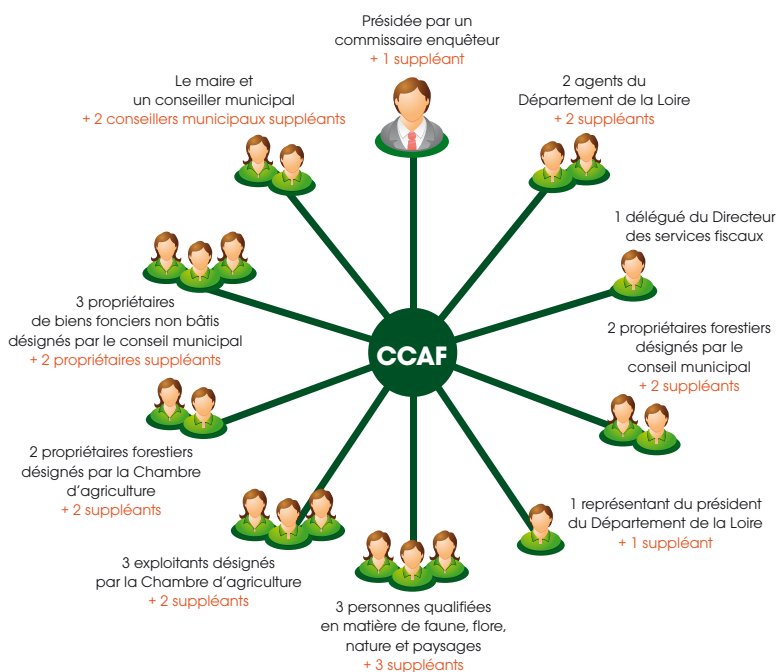 Présidée par un
commissaire enquêteur
+ 1 suppléant
2 agents du
Département de la Loire
+ 2 suppléants
1 délégué du Directeur
des services fiscaux
2 propriétaires forestiers
désignés par le
conseil municipal
+ 2 suppléants
1 représentant du président
du Département de la Loire
+ 1 suppléant
3 personnes qualifiées
en matière de faune, flore,
nature et paysages
+ 3 suppléants
3 exploitants désignés
par la Chambre d'agriculture
+ 2 suppléants
2 propriétaires forestiers
désignés par la Chambre
d'agriculture
+ 2 suppléants
3 propriétaires
de biens fonciers non bâtis
désignés par le conseil municipal
+ 2 propriétaires suppléants
Le maire et
un conseiller municipal
+ 2 conseillers municipaux suppléants
CCAF